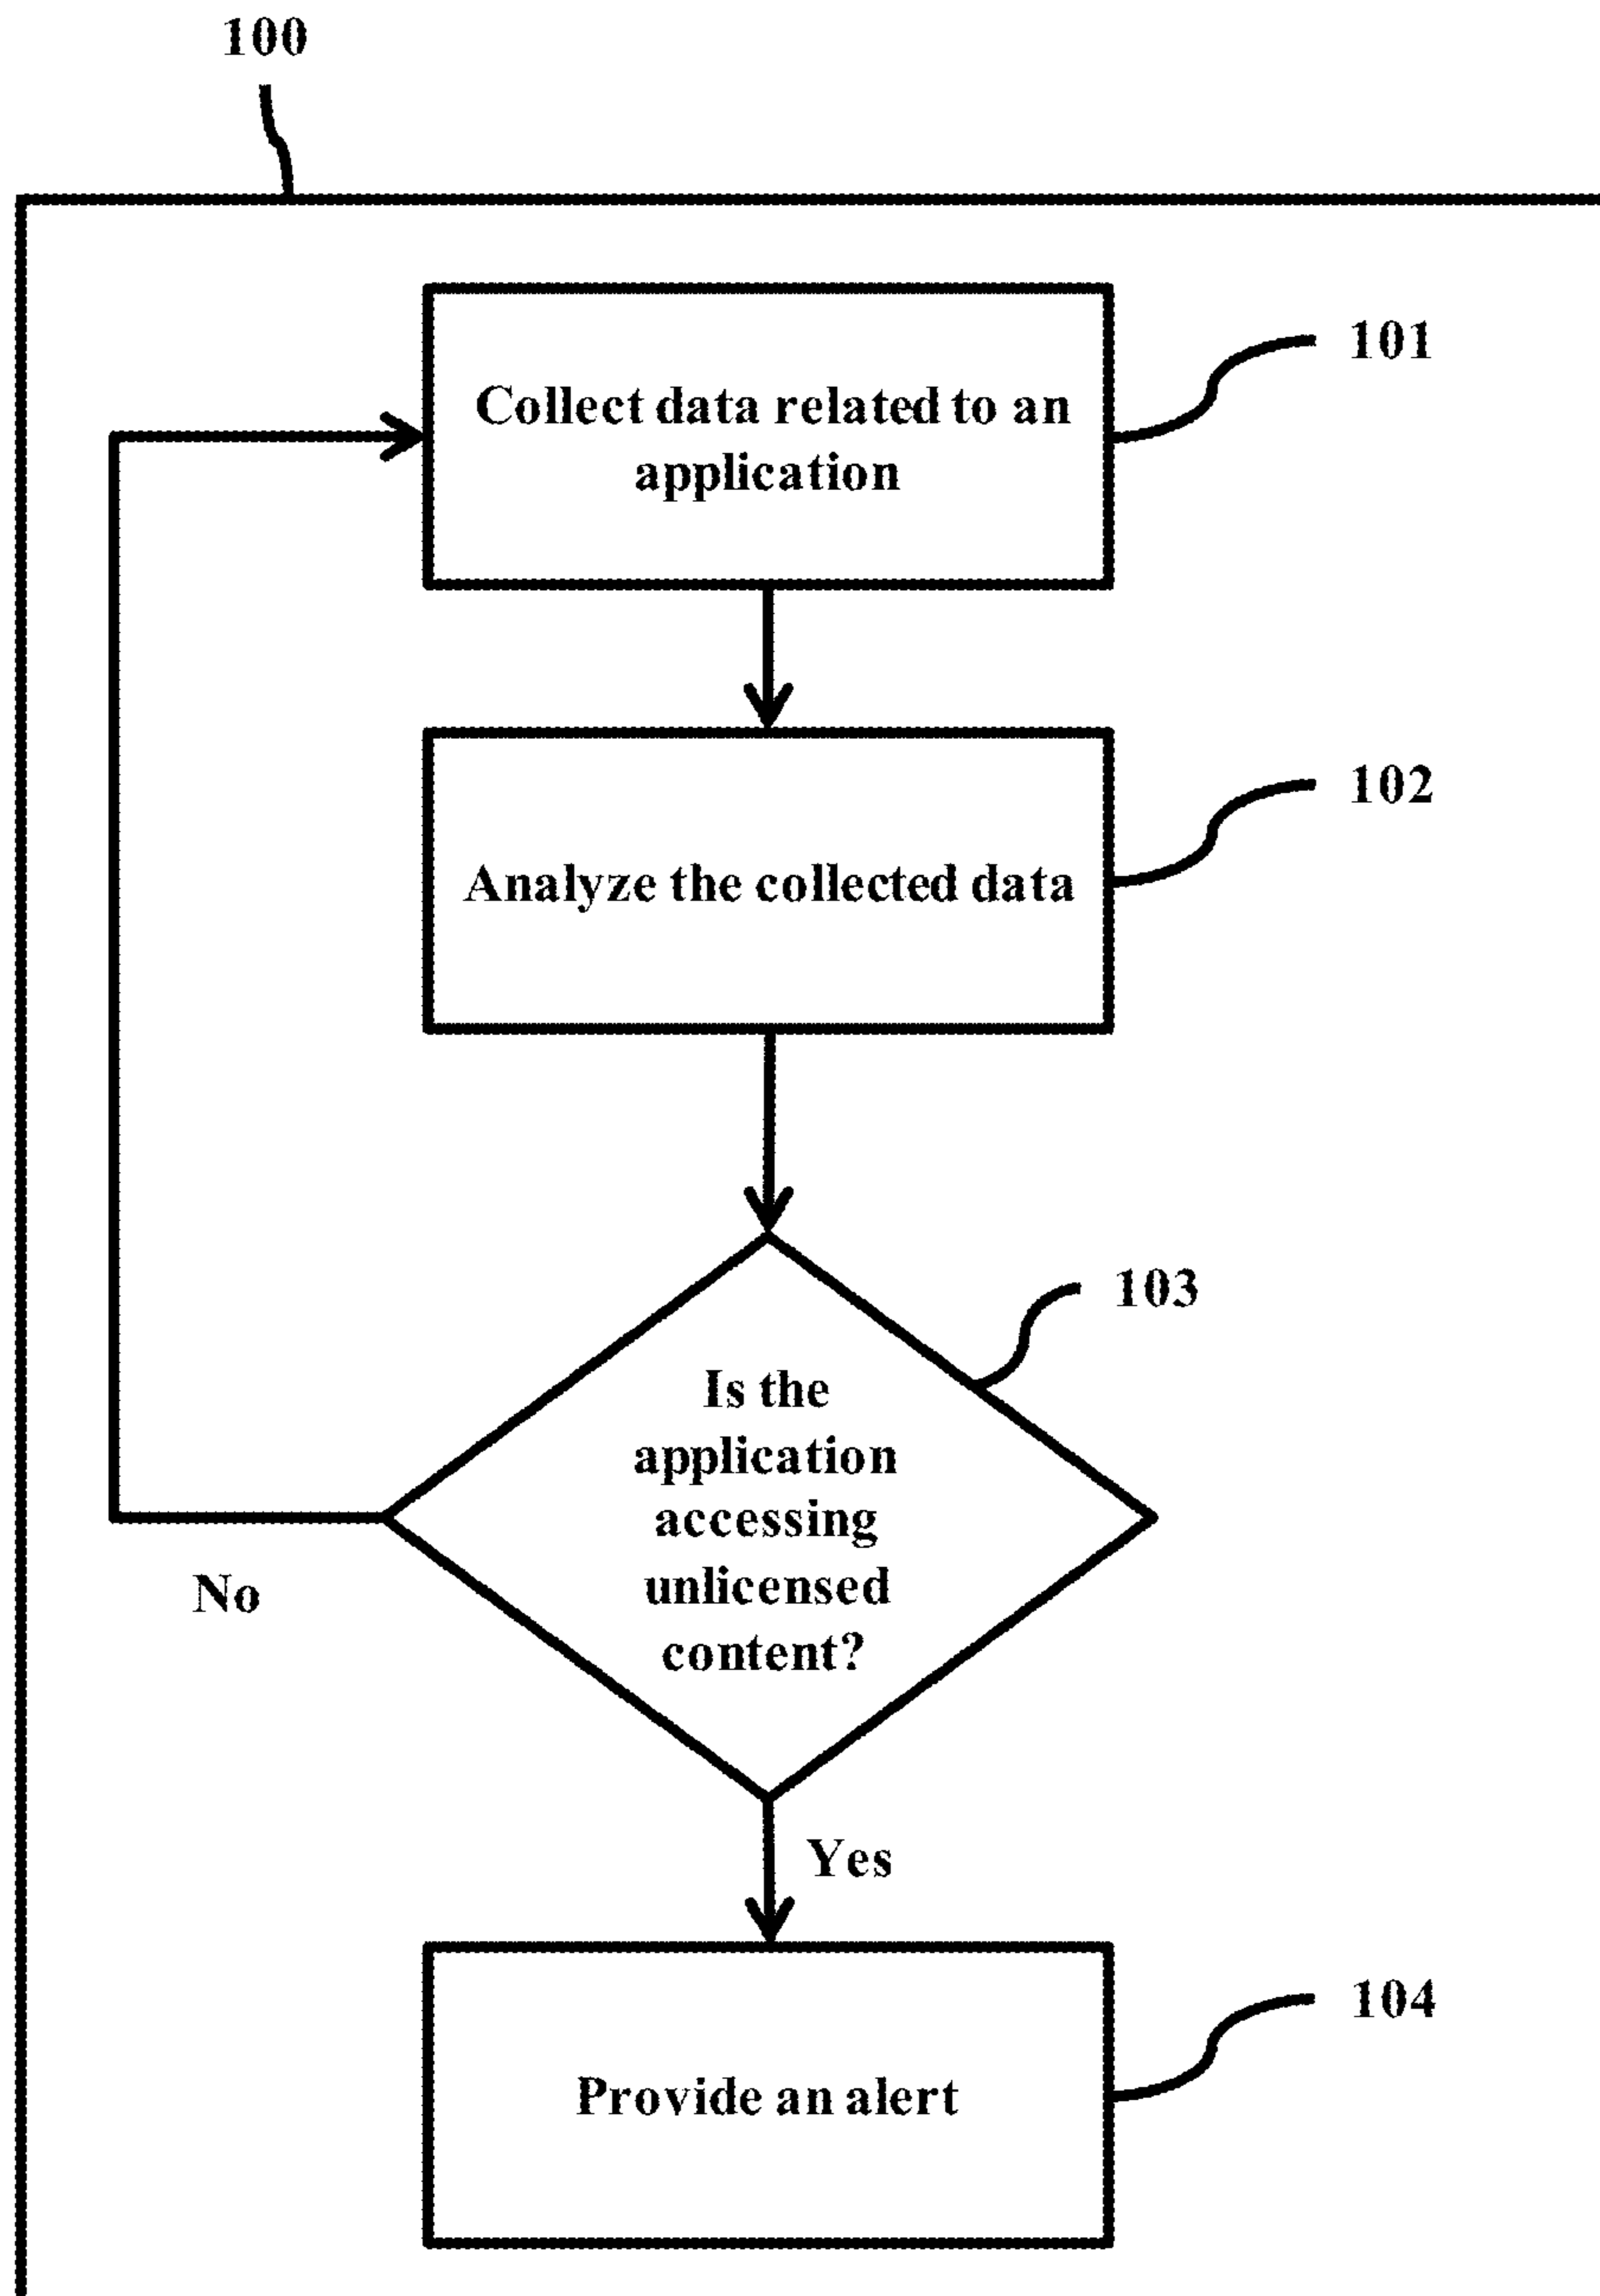 100
Collect data related to an
application
101
Analyze the collected data
102
Is the
application
accessing
unlicensed
content?
103
No
Yes
Provide an alert
104